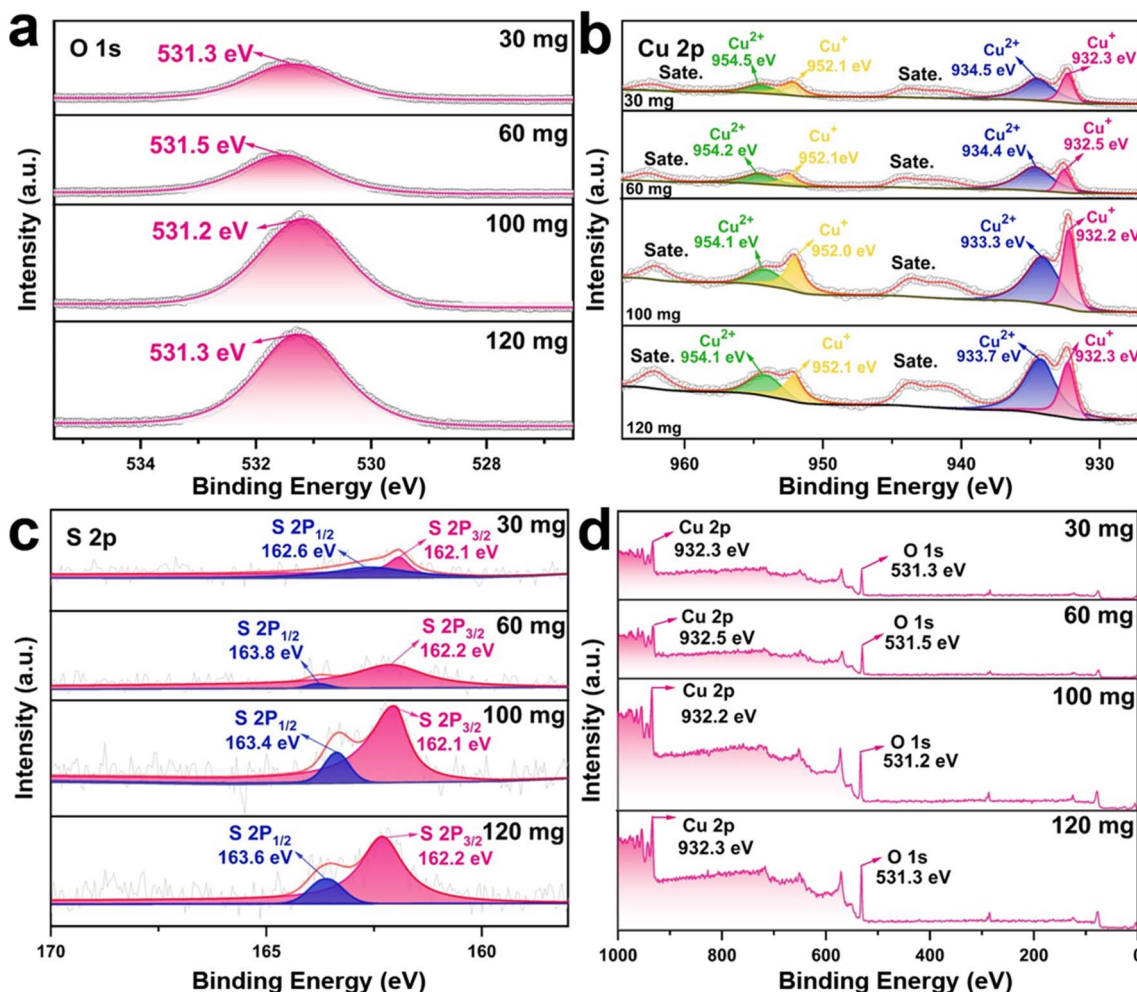 a
O 1s
30 mg
531.3 eV
60 mg
531.5 eV
100 mg
531.2 eV
120 mg
531.3 eV
534
532
530
528
Binding Energy (eV)
Intensity (a.u.)
b
Cu 2p
Cu²⁺
954.5 eV
Cu⁺
952.1eV
Cu²⁺
934.5 eV
Cu⁺
932.3 eV
Sate.
Sate.
30 mg
Cu²⁺
954.2 eV
Cu⁺
952.1eV
Cu²⁺
934.4 eV
Cu⁺
932.5 eV
Sate.
Sate.
60 mg
Cu²⁺
954.1 eV
Cu⁺
952.0 eV
Cu²⁺
933.3 eV
Cu⁺
932.2 eV
Sate.
Sate.
100 mg
Cu²⁺
954.1 eV
Cu⁺
952.1 eV
Cu²⁺
933.7 eV
Cu⁺
932.3 eV
Sate.
Sate.
120 mg
960
950
940
930
Binding Energy (eV)
Intensity (a.u.)
c
S 2p
30 mg
S 2P₁/₂
162.6 eV
S 2P₃/₂
162.1 eV
60 mg
S 2P₁/₂
163.8 eV
S 2P₃/₂
162.2 eV
100 mg
S 2P₁/₂
163.4 eV
S 2P₃/₂
162.1 eV
120 mg
S 2P₁/₂
163.6 eV
S 2P₃/₂
162.2 eV
170
165
160
Binding Energy (eV)
Intensity (a.u.)
d
30 mg
Cu 2p
932.3 eV
O 1s
531.3 eV
60 mg
Cu 2p
932.5 eV
O 1s
531.5 eV
100 mg
Cu 2p
932.2 eV
O 1s
531.2 eV
120 mg
Cu 2p
932.3 eV
O 1s
531.3 eV
1000
800
600
400
200
0
Binding Energy (eV)
Intensity (a.u.)